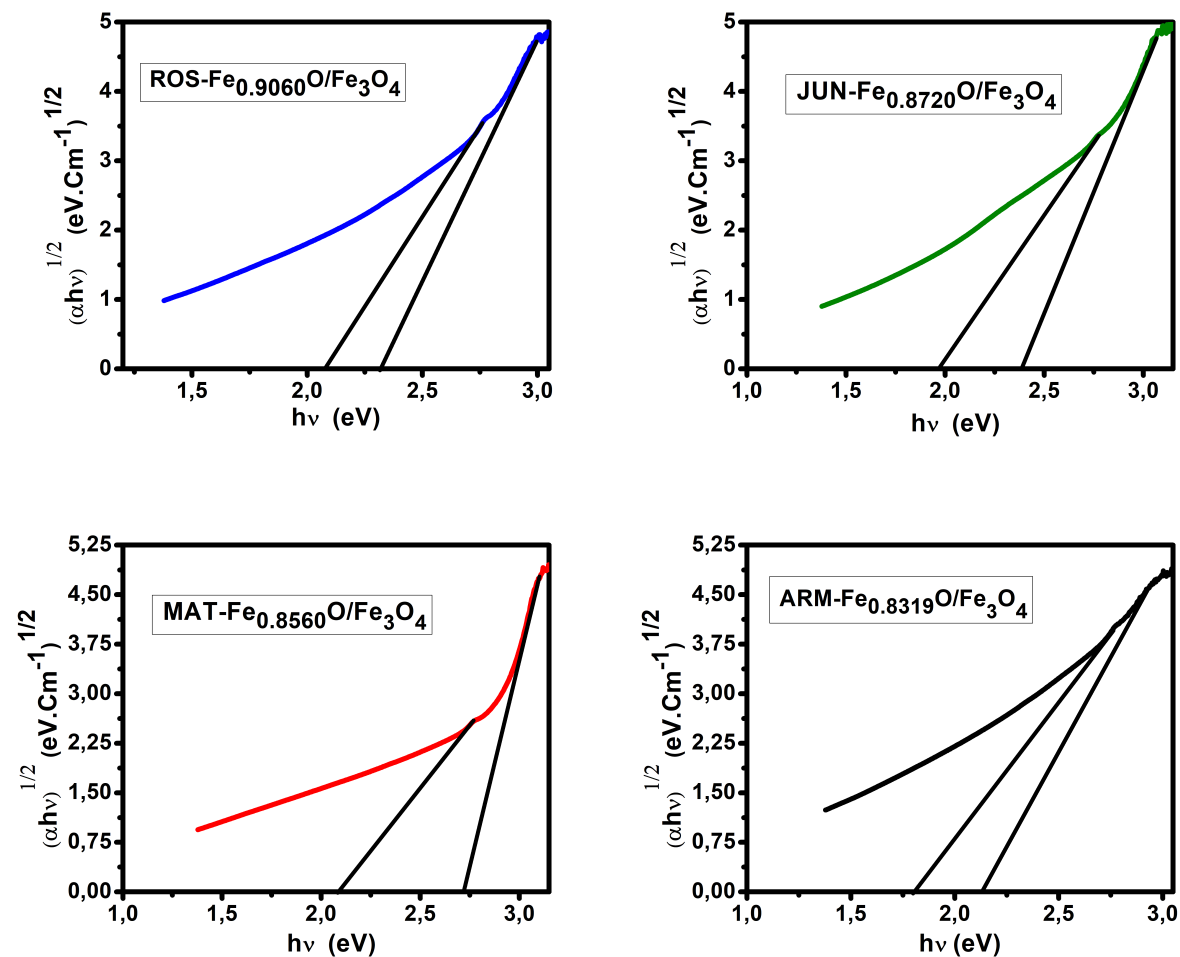 ROS-Fe0.9060O/Fe3O4
(αhν)1/2 (eV.Cm-1)1/2
5
4
3
2
1
0
1,5 2,0 2,5 3,0
hν (eV)
JUN-Fe0.8720O/Fe3O4
(αhν)1/2 (eV.Cm-1)1/2
5
4
3
2
1
0
1,0 1,5 2,0 2,5 3,0
hν (eV)
MAT-Fe0.8560O/Fe3O4
(αhν)1/2 (eV.Cm-1)1/2
5,25
4,50
3,75
3,00
2,25
1,50
0,75
0,00
1,0 1,5 2,0 2,5 3,0
hν (eV)
ARM-Fe0.8319O/Fe3O4
(αhν)1/2 (eV.Cm-1)1/2
5,25
4,50
3,75
3,00
2,25
1,50
0,75
0,00
1,0 1,5 2,0 2,5 3,0
hν (eV)